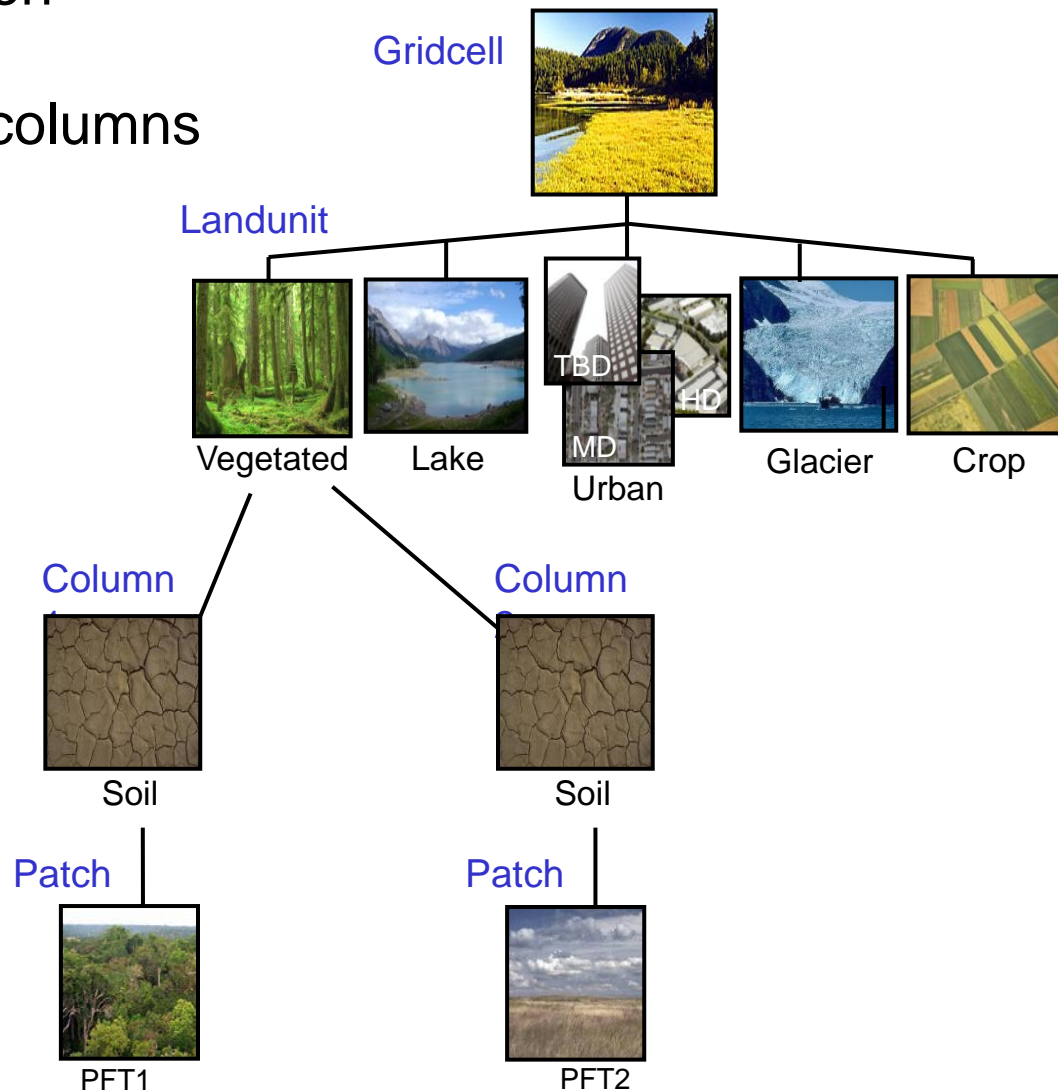 Gridcell
columns
Landunit
TBD
HD
MD
Vegetated
Lake
Urban
Glacier
Crop
Column
Column
Soil
Soil
Patch
Patch
PFT1
PFT2